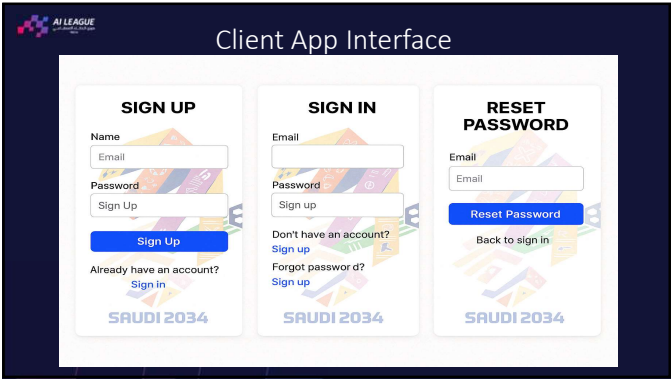 AI LEAGUE
Client App Interface
SIGN UP
Name
Email
Password
Sign Up
Sign Up
Already have an account?
Sign in
SAUDI 2034
SIGN IN
Email
Password
Sign up
Don't have an account?
Sign up
Forgot passwor d?
Sign up
SAUDI 2034
RESET
PASSWORD
Email
Email
Reset Password
Back to sign in
SAUDI 2034